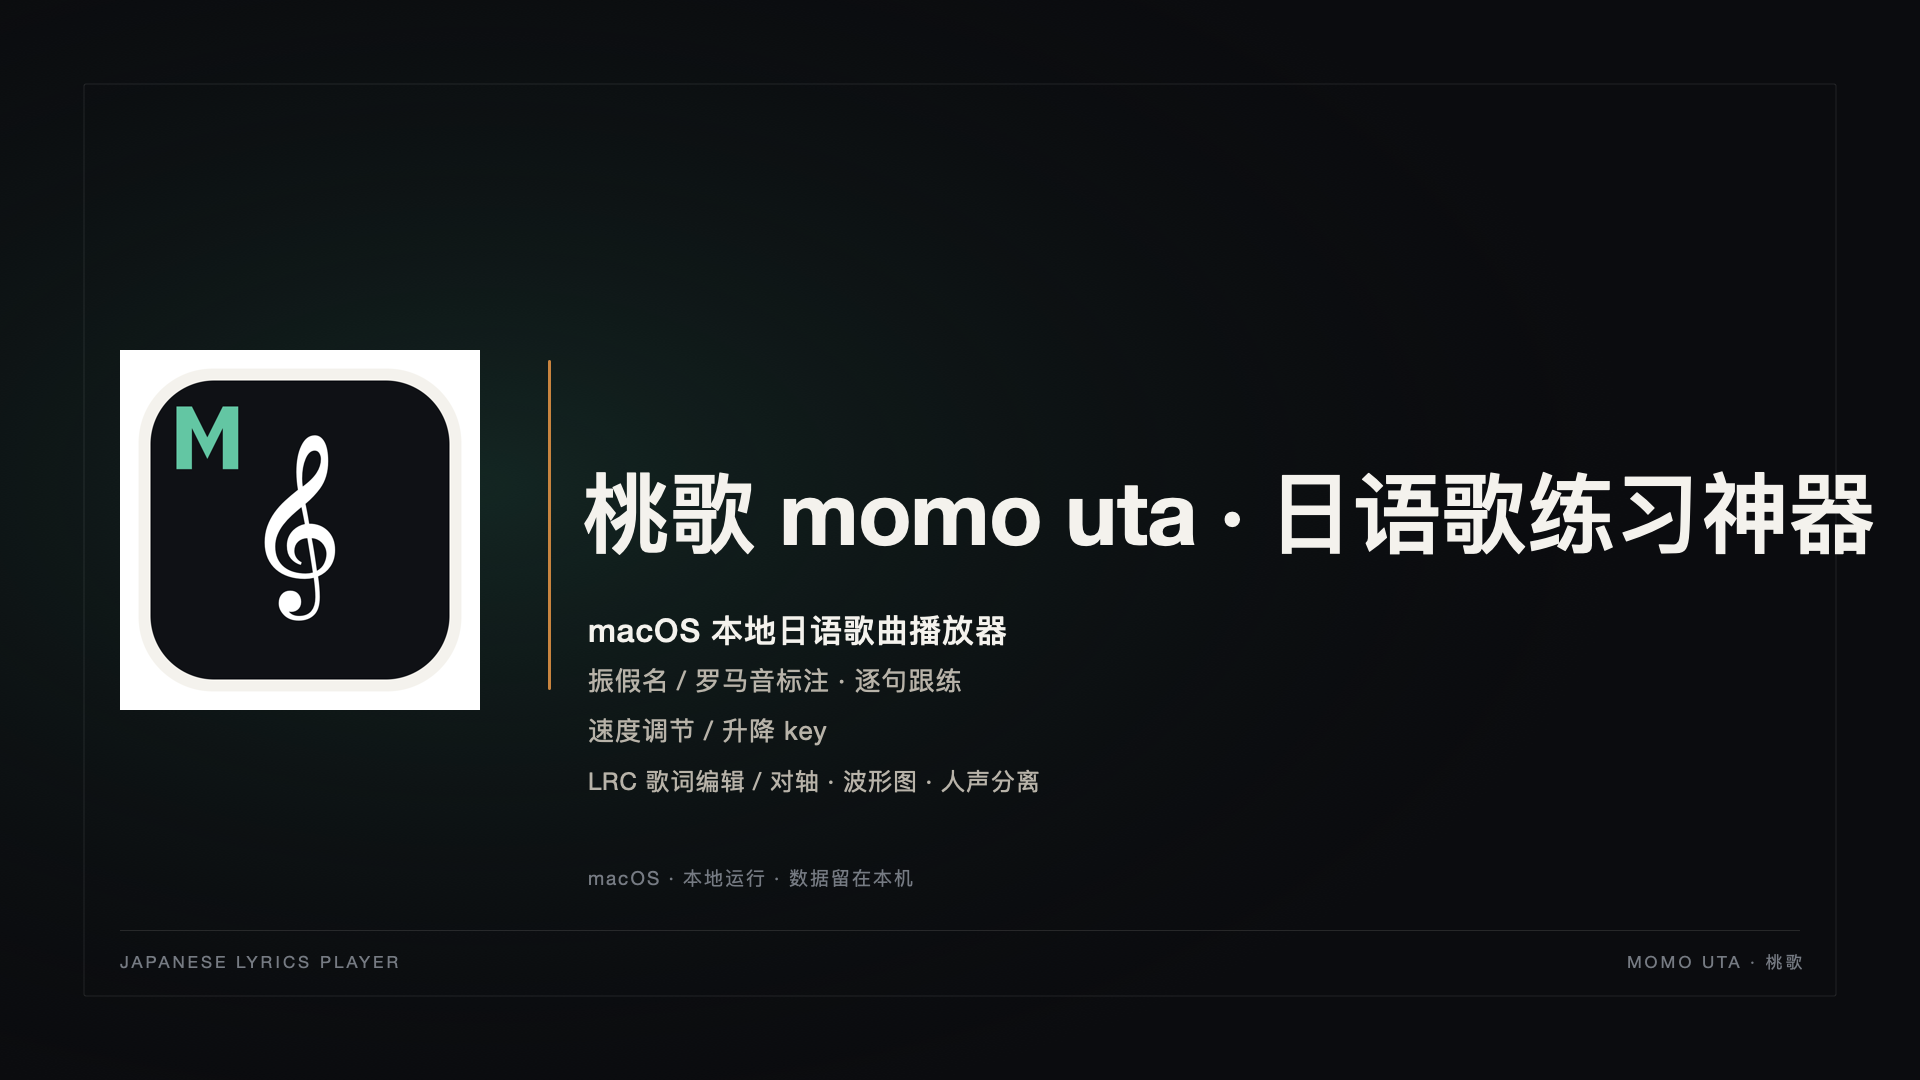 M
桃歌 momo uta · 日语歌练习神器
macOS 本地日语歌曲播放器
振假名 / 罗马音标注 · 逐句跟练
速度调节 / 升降 key
LRC 歌词编辑 / 对轴 · 波形图 · 人声分离
macOS · 本地运行 · 数据留在本机
JAPANESE LYRICS PLAYER
MOMO UTA · 桃歌